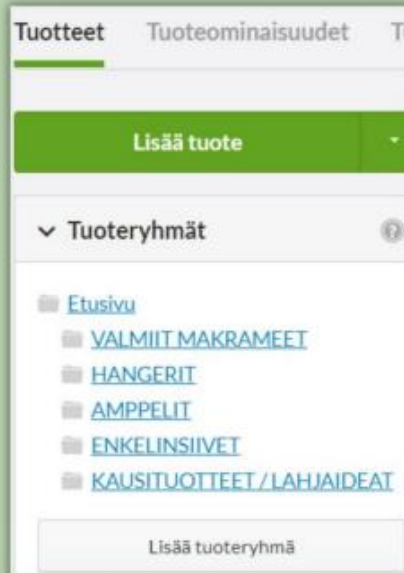 Tuotteet Tuoteominaisuudet
Lisää tuote
Tuoteryhmät
Etusivu
VALMIIT MAKRAMEET
HANGERIT
AMPPELIT
ENKELINSIIVET
KAUSITUOTTEET / LAHJAIDEAT
Lisää tuoteryhmä